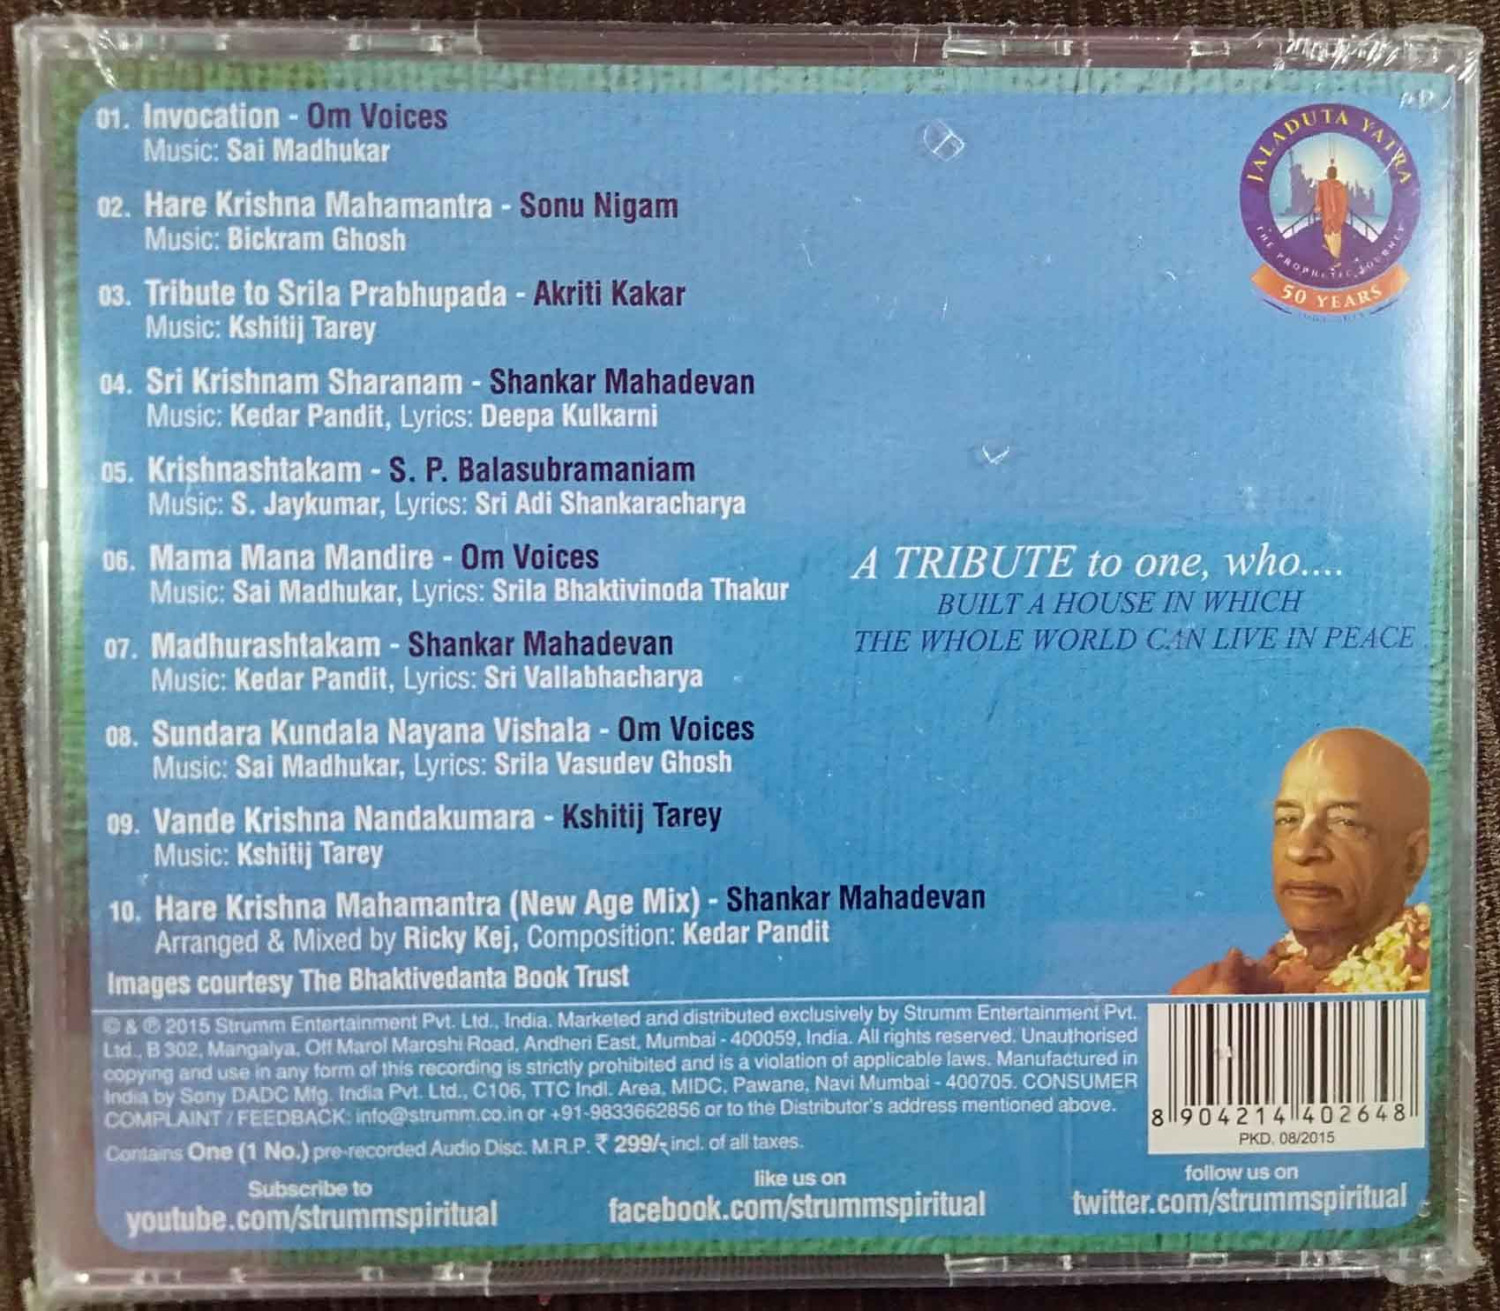 01. Invocation - Om Voices
Music: Sai Madhukar
02. Hare Krishna Mahamantra - Sonu Nigam
Music: Bickram Ghosh
03. Tribute to Srila Prabhupada - Akriti Kakar
Music: Kshitij Tarey
04. Sri Krishnam Sharanam - Shankar Mahadevan
Music: Kedar Pandit, Lyrics: Deepa Kulkarni
05. Krishnashtakam - S. P. Balasubramaniam
Music: S. Jaykumar, Lyrics: Sri Adi Shankaracharya
06. Mama Mana Mandire - Om Voices
Music: Sai Madhukar, Lyrics: Srila Bhaktivinoda Thakur
07. Madhurashtakam - Shankar Mahadevan
Music: Kedar Pandit, Lyrics: Sri Vallabhacharya
08. Sundara Kundala Nayana Vishala - Om Voices
Music: Sai Madhukar, Lyrics: Srila Vasudev Ghosh
09. Vande Krishna Nandakumara - Kshitij Tarey
Music: Kshitij Tarey
10. Hare Krishna Mahamantra (New Age Mix) - Shankar Mahadevan
Arranged & Mixed by Ricky Kej, Composition: Kedar Pandit
Images courtesy The Bhaktivedanta Book Trust
JALADUTA YATRA
THE PROPHETIC JOURNEY
50 YEARS
A TRIBUTE to one, who....
BUILT A HOUSE IN WHICH
THE WHOLE WORLD CAN LIVE IN PEACE
© & ℗ 2015 Strumm Entertainment Pvt. Ltd., India. Marketed and distributed exclusively by Strumm Entertainment Pvt.
Ltd., B 302, Mangalya, Off Marol Maroshi Road, Andheri East, Mumbai - 400059, India. All rights reserved. Unauthorised
copying and use in any form of this recording is strictly prohibited and is a violation of applicable laws. Manufactured in
India by Sony DADC Mfg. India Pvt. Ltd., C106, TTC Indl. Area, MIDC, Pawane, Navi Mumbai - 400705. CONSUMER
COMPLAINT / FEEDBACK: info@strumm.co.in or +91-9833662856 or to the Distributor's address mentioned above.
Contains One (1 No.) pre-recorded Audio Disc. M.R.P. ₹ 299/- incl. of all taxes.
8 904214 402648
PKD. 08/2015
Subscribe to
youtube.com/strummspiritual
like us on
facebook.com/strummspiritual
follow us on
twitter.com/strummspiritual